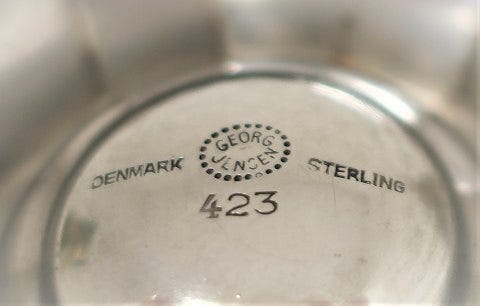 GEORG
JENSEN
DENMARK STERLING
423